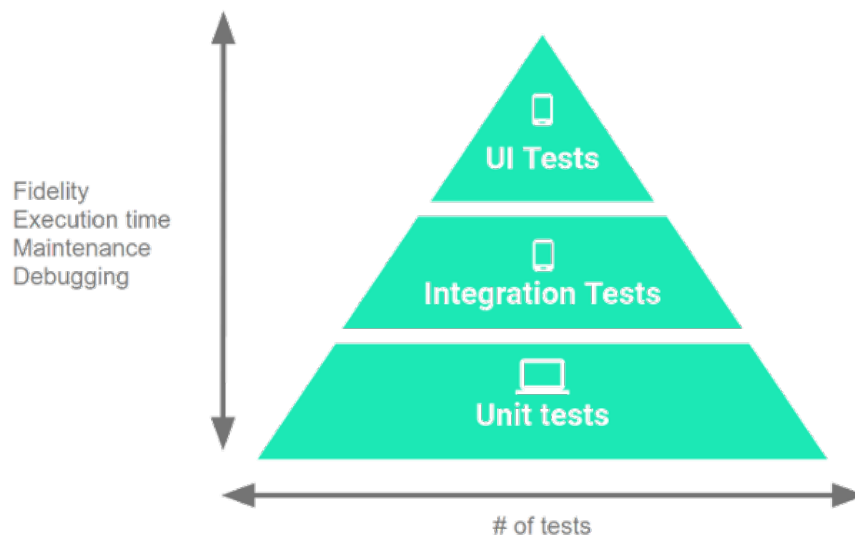 UI Tests
Fidelity
Execution time
Maintenance
Debugging
Integration Tests
Unit tests
# of tests